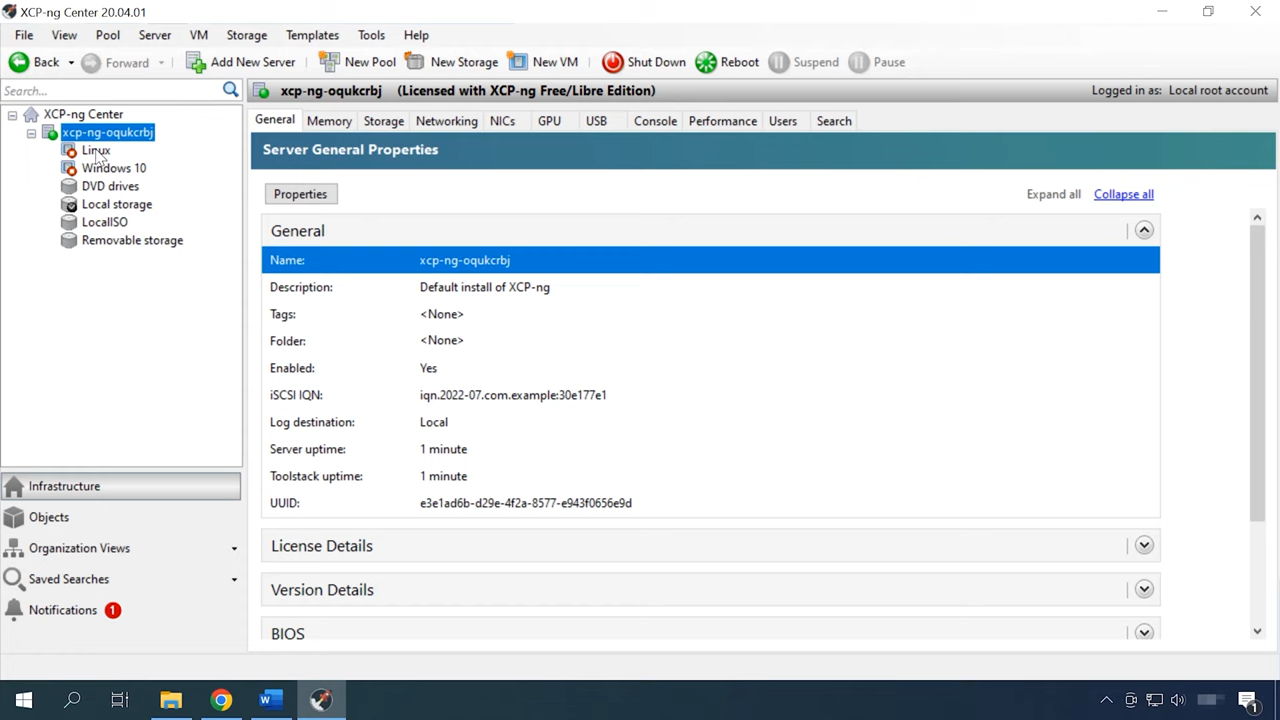 XCP-ng Center 20.04.01
File View Pool Server VM Storage Templates Tools Help
Back Forward Add New Server New Pool New Storage New VM Shut Down Reboot Suspend Pause
Search...
xcp-ng-oqukcrbj (Licensed with XCP-ng Free/Libre Edition)
Logged in as: Local root account
XCP-ng Center
xcp-ng-oqukcrbj
Linux
Windows 10
DVD drives
Local storage
LocalISO
Removable storage
General Memory Storage Networking NICs GPU USB Console Performance Users Search
Server General Properties
Properties
Expand all Collapse all
General
Name: xcp-ng-oqukcrbj
Description: Default install of XCP-ng
Tags: <None>
Folder: <None>
Enabled: Yes
iSCSI IQN: iqn.2022-07.com.example:30e177e1
Log destination: Local
Server uptime: 1 minute
Toolstack uptime: 1 minute
UUID: e3e1ad6b-d29e-4f2a-8577-e943f0656e9d
License Details
Version Details
BIOS
Infrastructure
Objects
Organization Views
Saved Searches
Notifications 1
1